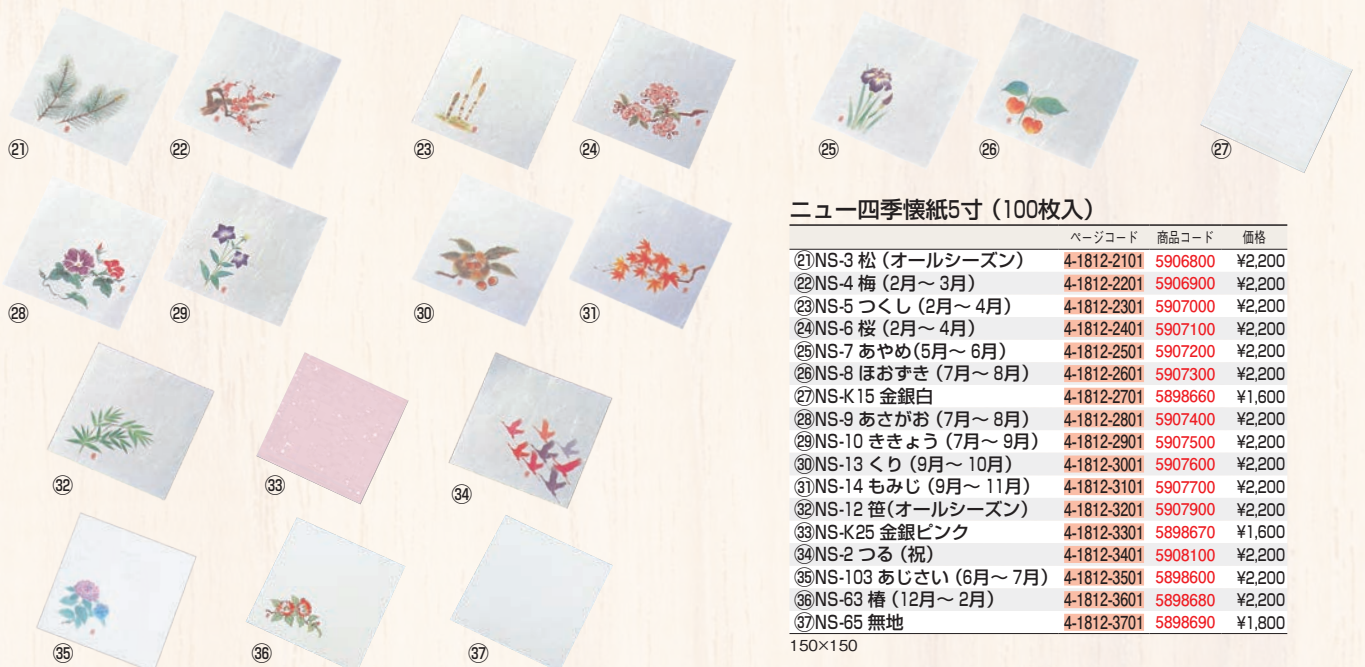 ㉑
㉒
㉓
㉔
㉕
㉖
㉗
㉘
㉙
㉚
㉛
㉜
㉝
㉞
㉟
㊱
㊲
ニュー四季懐紙5寸（100枚入）
ページコード 商品コード 価格
㉑NS-3 松（オールシーズン） 4-1812-2101 5906800 ¥2,200
㉒NS-4 梅（2月～3月） 4-1812-2201 5906900 ¥2,200
㉓NS-5 つくし（2月～4月） 4-1812-2301 5907000 ¥2,200
㉔NS-6 桜（2月～4月） 4-1812-2401 5907100 ¥2,200
㉕NS-7 あやめ（5月～6月） 4-1812-2501 5907200 ¥2,200
㉖NS-8 ほおずき（7月～8月） 4-1812-2601 5907300 ¥2,200
㉗NS-K15 金銀白 4-1812-2701 5898660 ¥1,600
㉘NS-9 あさがお（7月～8月） 4-1812-2801 5907400 ¥2,200
㉙NS-10 ききょう（7月～9月） 4-1812-2901 5907500 ¥2,200
㉚NS-13 くり（9月～10月） 4-1812-3001 5907600 ¥2,200
㉛NS-14 もみじ（9月～11月） 4-1812-3101 5907700 ¥2,200
㉜NS-12 笹（オールシーズン） 4-1812-3201 5907900 ¥2,200
㉝NS-K25 金銀ピンク 4-1812-3301 5898670 ¥1,600
㉞NS-2 つる（祝） 4-1812-3401 5908100 ¥2,200
㉟NS-103 あじさい（6月～7月） 4-1812-3501 5898600 ¥2,200
㊱NS-63 椿（12月～2月） 4-1812-3601 5898680 ¥2,200
㊲NS-65 無地 4-1812-3701 5898690 ¥1,800
150×150